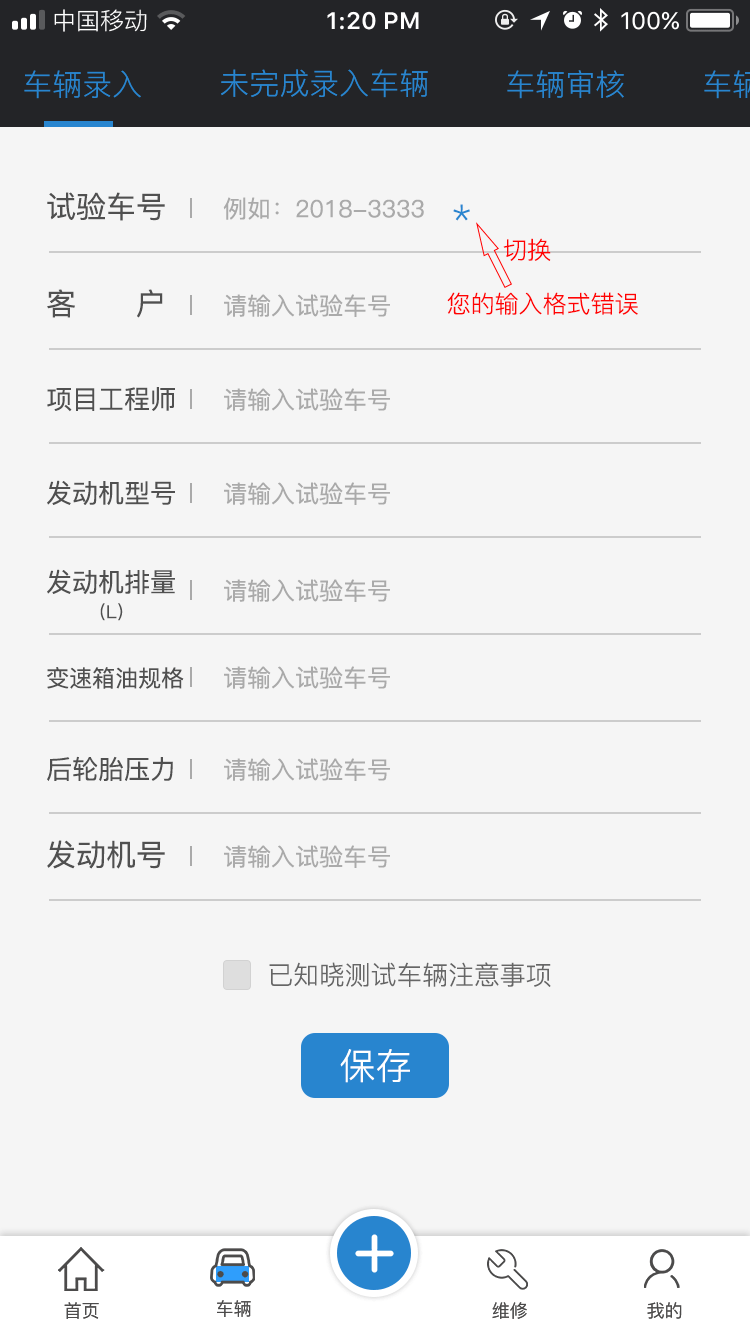 中国移动 1:20 PM 100%
车辆录入 未完成录入车辆 车辆审核 车辆
试验车号 例如：2018-3333 *
切换
您的输入格式错误
客 户 请输入试验车号
项目工程师 请输入试验车号
发动机型号 请输入试验车号
发动机排量 请输入试验车号
(L)
变速箱油规格 请输入试验车号
后轮胎压力 请输入试验车号
发动机号 请输入试验车号
已知晓测试车辆注意事项
保存
首页 车辆 维修 我的